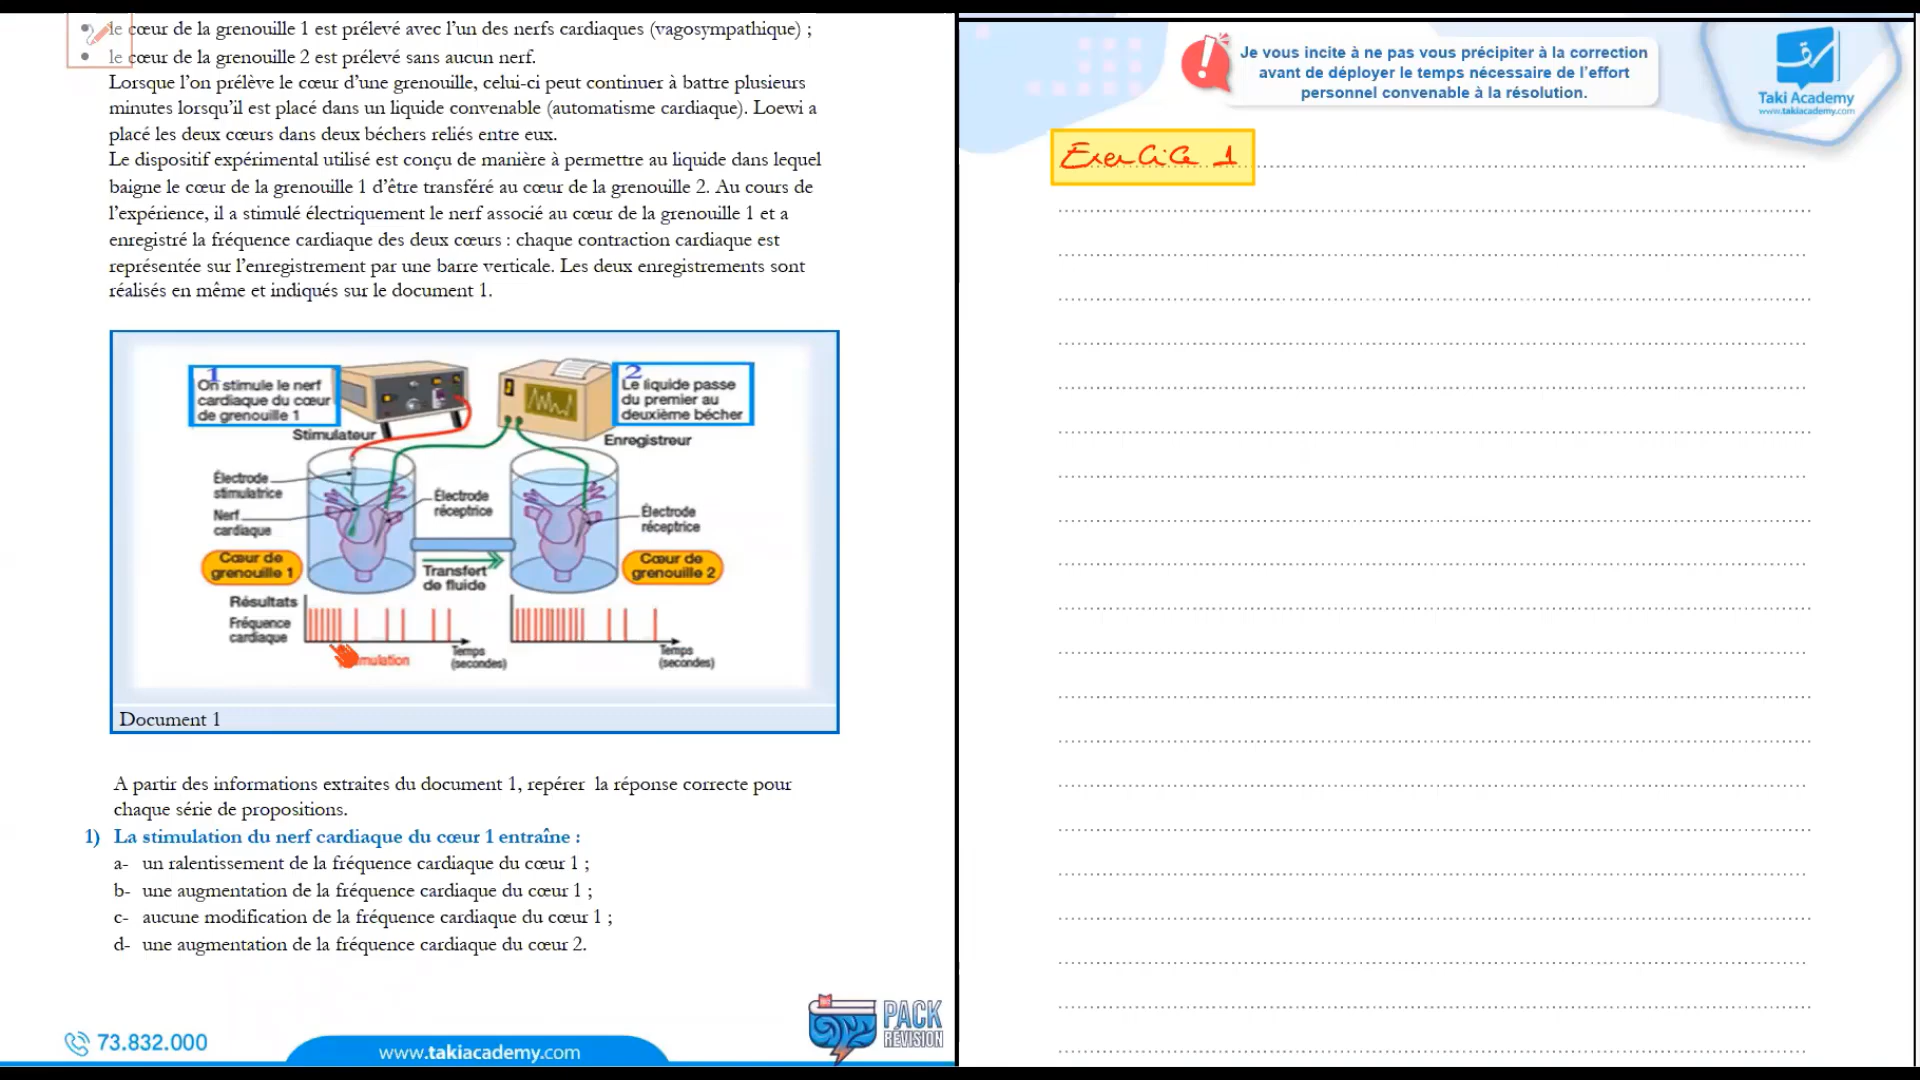 le cœur de la grenouille 1 est prélevé avec l'un des nerfs cardiaques (vagosympathique) ;
le cœur de la grenouille 2 est prélevé sans aucun nerf.
Lorsque l'on prélève le cœur d'une grenouille, celui-ci peut continuer à battre plusieurs
minutes lorsqu'il est placé dans un liquide convenable (automatisme cardiaque). Loewi a
placé les deux cœurs dans deux béchers reliés entre eux.
Le dispositif expérimental utilisé est conçu de manière à permettre au liquide dans lequel
baigne le cœur de la grenouille 1 d'être transféré au cœur de la grenouille 2. Au cours de
l'expérience, il a stimulé électriquement le nerf associé au cœur de la grenouille 1 et a
enregistré la fréquence cardiaque des deux cœurs : chaque contraction cardiaque est
représentée sur l'enregistrement par une barre verticale. Les deux enregistrements sont
réalisés en même et indiqués sur le document 1.
1
On stimule le nerf
cardiaque du cœur
de grenouille 1
Stimulateur
2
Le liquide passe
du premier au
deuxième bécher
Enregistreur
Électrode
stimulatrice
Nerf
cardiaque
Électrode
réceptrice
Électrode
réceptrice
Cœur de
grenouille 1
Transfert
de fluide
Cœur de
grenouille 2
Résultats
Fréquence
cardiaque
Temps
(secondes)
Temps
(secondes)
Document 1
A partir des informations extraites du document 1, repérer la réponse correcte pour
chaque série de propositions.
1) La stimulation du nerf cardiaque du cœur 1 entraîne :
a- un ralentissement de la fréquence cardiaque du cœur 1 ;
b- une augmentation de la fréquence cardiaque du cœur 1 ;
c- aucune modification de la fréquence cardiaque du cœur 1 ;
d- une augmentation de la fréquence cardiaque du cœur 2.
73.832.000
www.takiacademy.com
PACK
RÉVISION
Je vous incite à ne pas vous précipiter à la correction
avant de déployer le temps nécessaire de l'effort
personnel convenable à la résolution.
Taki Academy
www.takiacademy.com
Exercice 1